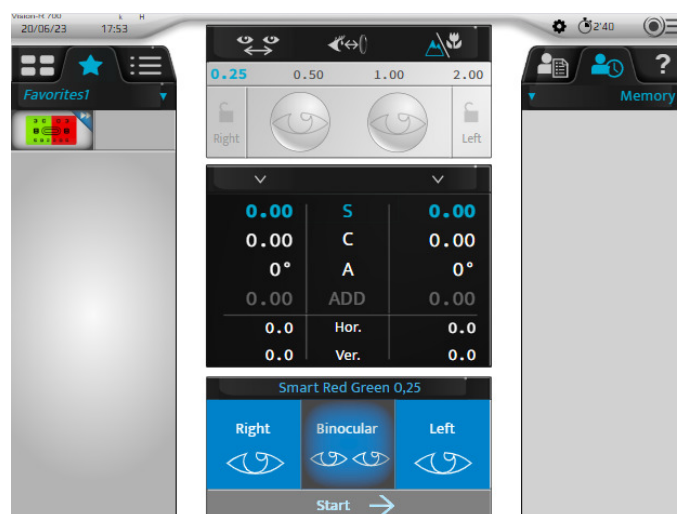 Vision-R 700
20/06/23 17:53
k H
2'40
Favorites1
?
Memory
0.25 0.50 1.00 2.00
Right Left
0.00 S 0.00
0.00 C 0.00
0° A 0°
0.00 ADD 0.00
0.0 Hor. 0.0
0.0 Ver. 0.0
Smart Red Green 0,25
Right Binocular Left
Start